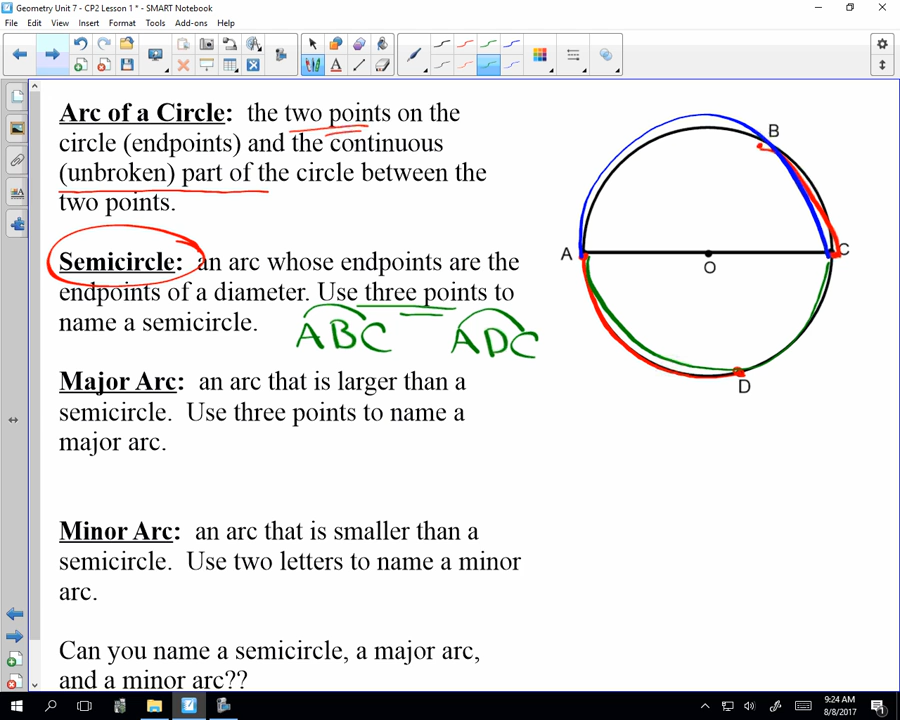 Geometry Unit 7 - CP2 Lesson 1 * - SMART Notebook
File Edit View Insert Format Tools Add-ons Help
Arc of a Circle: the two points on the
circle (endpoints) and the continuous
(unbroken) part of the circle between the
two points.
Semicircle: an arc whose endpoints are the
endpoints of a diameter. Use three points to
name a semicircle.
ABC ADC
Major Arc: an arc that is larger than a
semicircle. Use three points to name a
major arc.
Minor Arc: an arc that is smaller than a
semicircle. Use two letters to name a minor
arc.
Can you name a semicircle, a major arc,
and a minor arc??
B
A
C
O
D
9:24 AM
8/8/2017